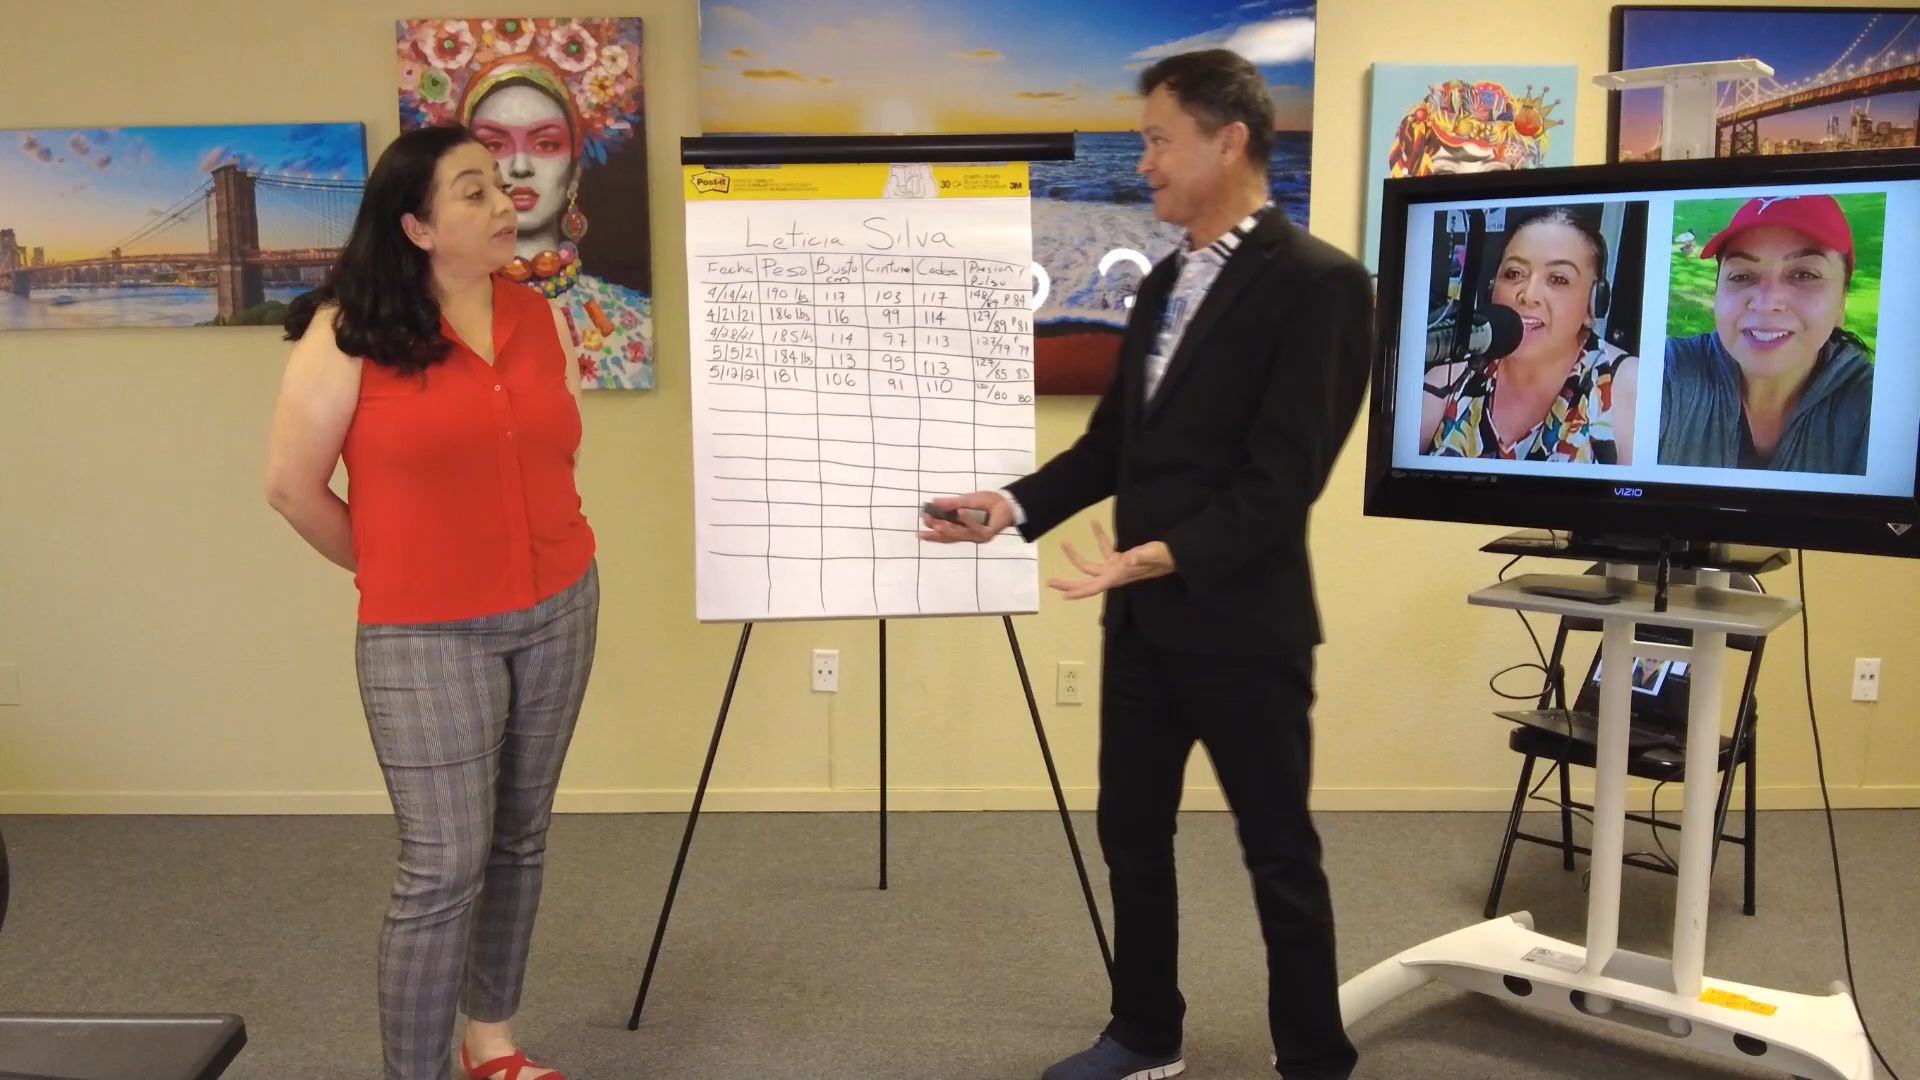 Post-it
30
3M
Leticia Silva
Fecha Peso Busto cm Cintura Cadera Presion y Pulso
4/14/21 190 lbs 117 103 117 148/89 P 84
4/21/21 186 lbs 116 99 114 127/89 P 81
4/28/21 185 lbs 114 97 113 127/79 P 79
5/5/21 184 lbs 113 95 113 127/85 83
5/12/21 181 106 91 110 120/80 80
VIZIO